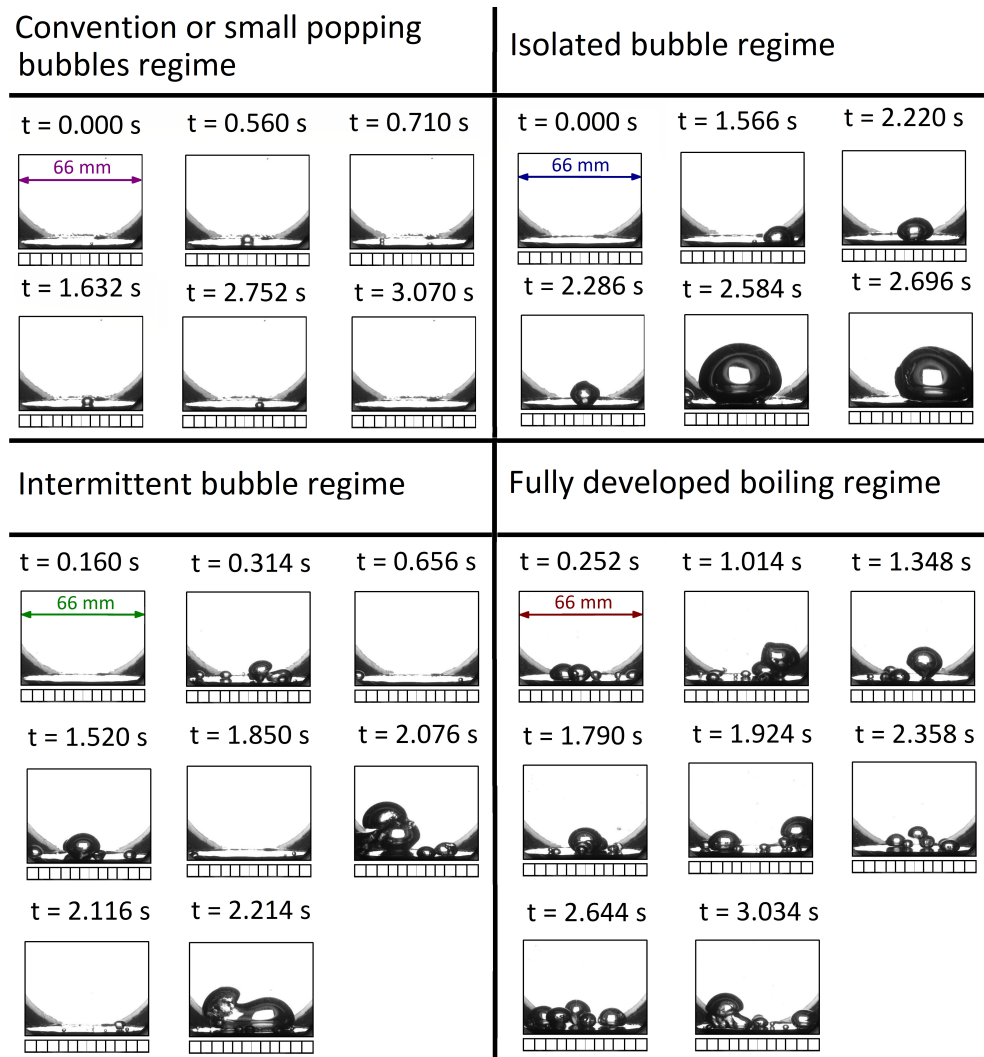 Convention or small popping
bubbles regime
t = 0.000 s
t = 0.560 s
t = 0.710 s
66 mm
t = 1.632 s
t = 2.752 s
t = 3.070 s
Isolated bubble regime
t = 0.000 s
t = 1.566 s
t = 2.220 s
66 mm
t = 2.286 s
t = 2.584 s
t = 2.696 s
Intermittent bubble regime
t = 0.160 s
t = 0.314 s
t = 0.656 s
66 mm
t = 1.520 s
t = 1.850 s
t = 2.076 s
t = 2.116 s
t = 2.214 s
Fully developed boiling regime
t = 0.252 s
t = 1.014 s
t = 1.348 s
66 mm
t = 1.790 s
t = 1.924 s
t = 2.358 s
t = 2.644 s
t = 3.034 s